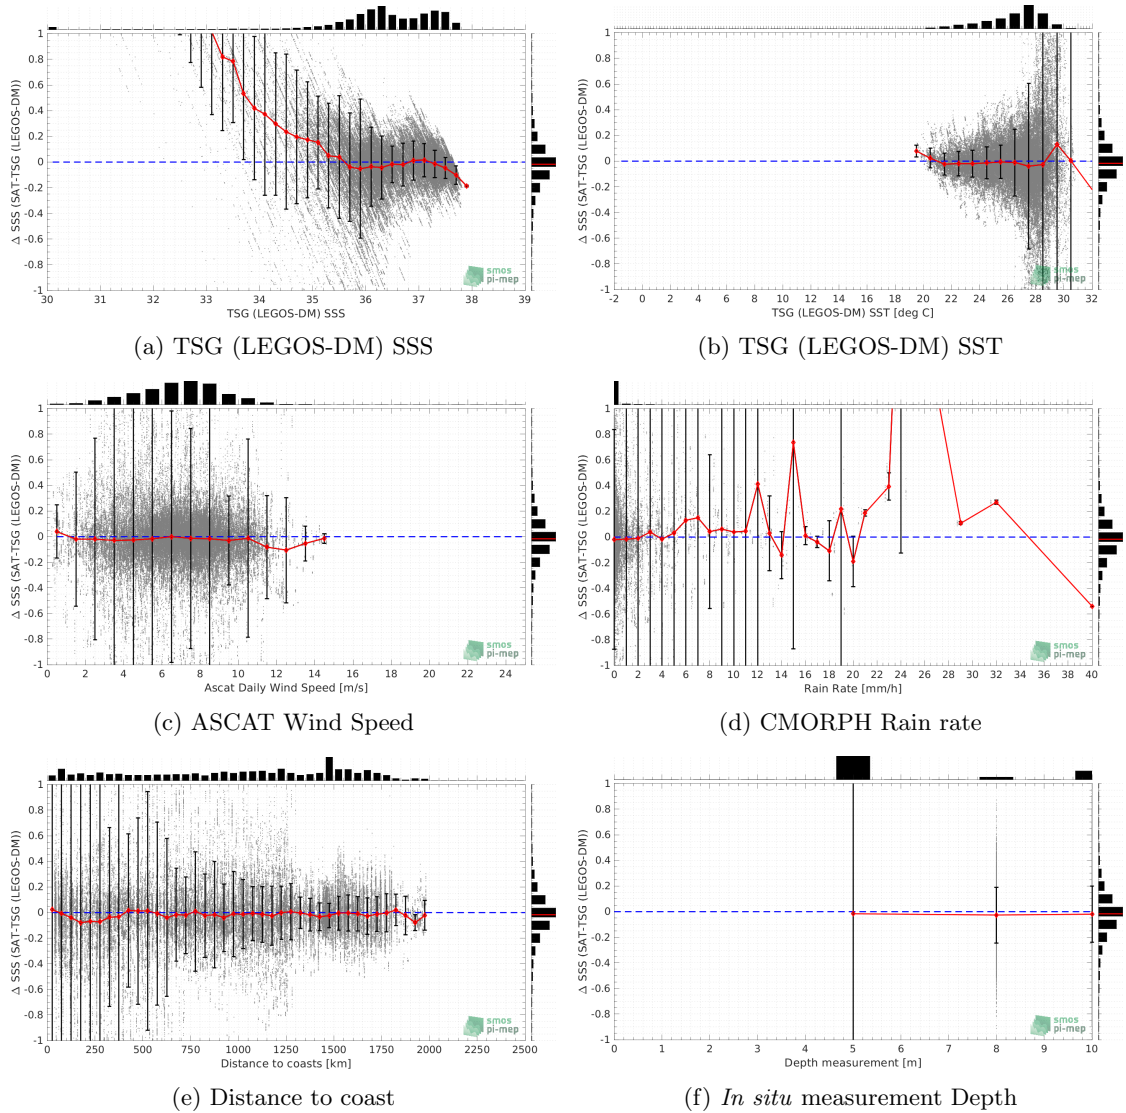 Δ SSS (SAT-TSG (LEGOS-DM))
1
0.8
0.6
0.4
0.2
0
-0.2
-0.4
-0.6
-0.8
-1
30 31 32 33 34 35 36 37 38 39
TSG (LEGOS-DM) SSS
smos
pi-mep
(a) TSG (LEGOS-DM) SSS
Δ SSS (SAT-TSG (LEGOS-DM))
1
0.8
0.6
0.4
0.2
0
-0.2
-0.4
-0.6
-0.8
-1
-2 0 2 4 6 8 10 12 14 16 18 20 22 24 26 28 30 32
TSG (LEGOS-DM) SST [deg C]
smos
pi-mep
(b) TSG (LEGOS-DM) SST
Δ SSS (SAT-TSG (LEGOS-DM))
1
0.8
0.6
0.4
0.2
0
-0.2
-0.4
-0.6
-0.8
-1
0 2 4 6 8 10 12 14 16 18 20 22 24
Ascat Daily Wind Speed [m/s]
smos
pi-mep
(c) ASCAT Wind Speed
Δ SSS (SAT-TSG (LEGOS-DM))
1
0.8
0.6
0.4
0.2
0
-0.2
-0.4
-0.6
-0.8
-1
0 2 4 6 8 10 12 14 16 18 20 22 24 26 28 30 32 34 36 38 40
Rain Rate [mm/h]
smos
pi-mep
(d) CMORPH Rain rate
Δ SSS (SAT-TSG (LEGOS-DM))
1
0.8
0.6
0.4
0.2
0
-0.2
-0.4
-0.6
-0.8
-1
0 250 500 750 1000 1250 1500 1750 2000 2250 2500
Distance to coasts [km]
smos
pi-mep
(e) Distance to coast
Δ SSS (SAT-TSG (LEGOS-DM))
1
0.8
0.6
0.4
0.2
0
-0.2
-0.4
-0.6
-0.8
-1
0 1 2 3 4 5 6 7 8 9 10
Depth measurement [m]
smos
pi-mep
(f) In situ measurement Depth